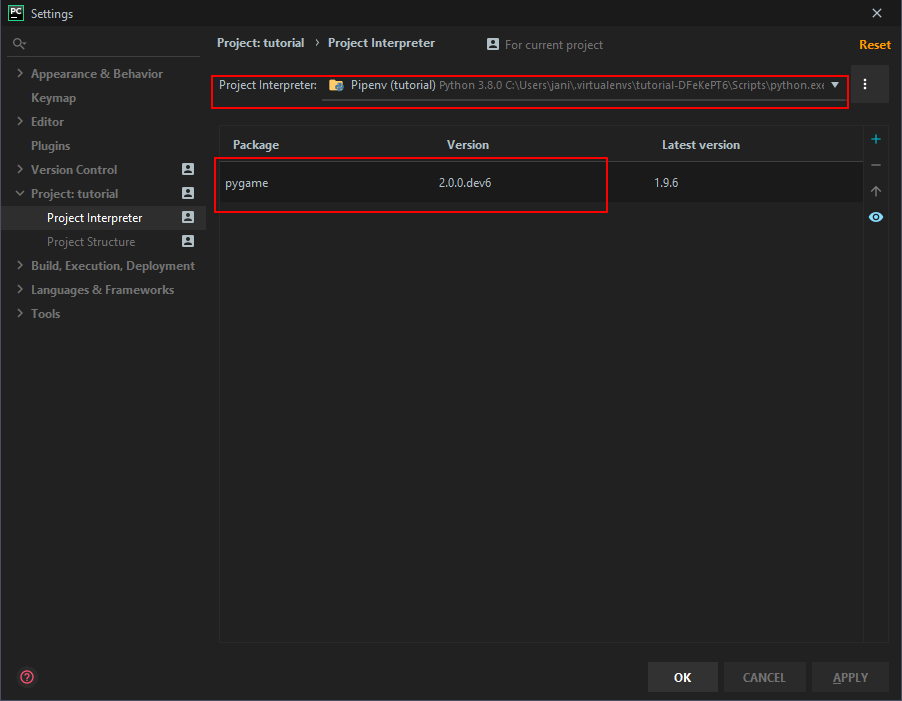 PC Settings
Project: tutorial › Project Interpreter For current project Reset
Appearance & Behavior
Keymap
Editor
Plugins
Version Control
Project: tutorial
Project Interpreter
Project Structure
Build, Execution, Deployment
Languages & Frameworks
Tools
Project Interpreter: Pipenv (tutorial) Python 3.8.0 C:\Users\jani\.virtualenvs\tutorial-DFeKePT6\Scripts\python.exe
Package Version Latest version
pygame 2.0.0.dev6 1.9.6
?
OK CANCEL APPLY